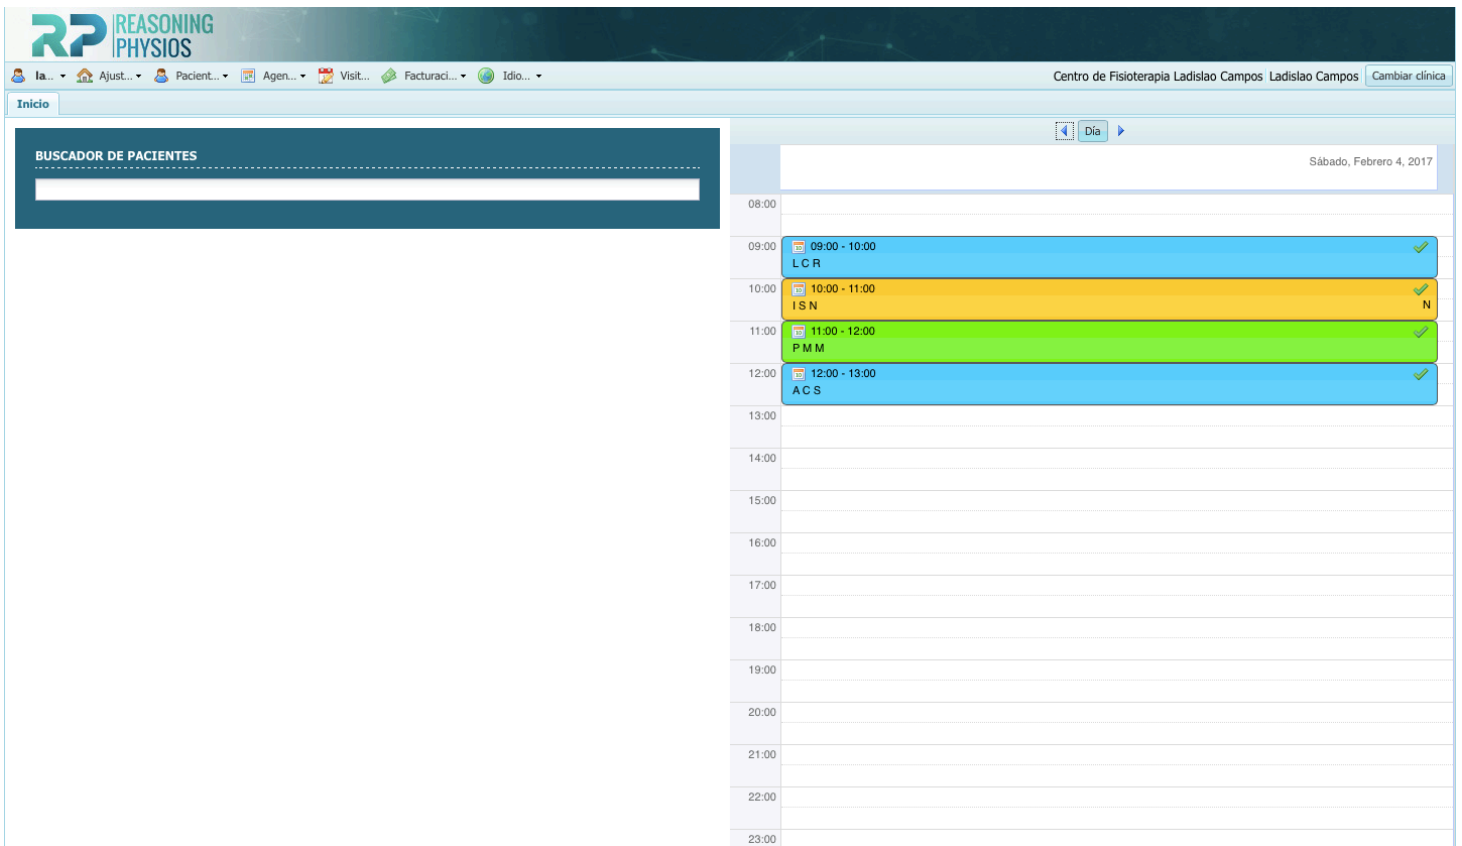 RP REASONING
PHYSIOS
la... Ajust... Pacient... Agen... Visit... Facturaci... Idio... Centro de Fisioterapia Ladislao Campos Ladislao Campos Cambiar clínica
Inicio
BUSCADOR DE PACIENTES
Día
Sábado, Febrero 4, 2017
08:00
09:00 09:00 - 10:00
L C R
10:00 10:00 - 11:00
I S N N
11:00 11:00 - 12:00
P M M
12:00 12:00 - 13:00
A C S
13:00
14:00
15:00
16:00
17:00
18:00
19:00
20:00
21:00
22:00
23:00